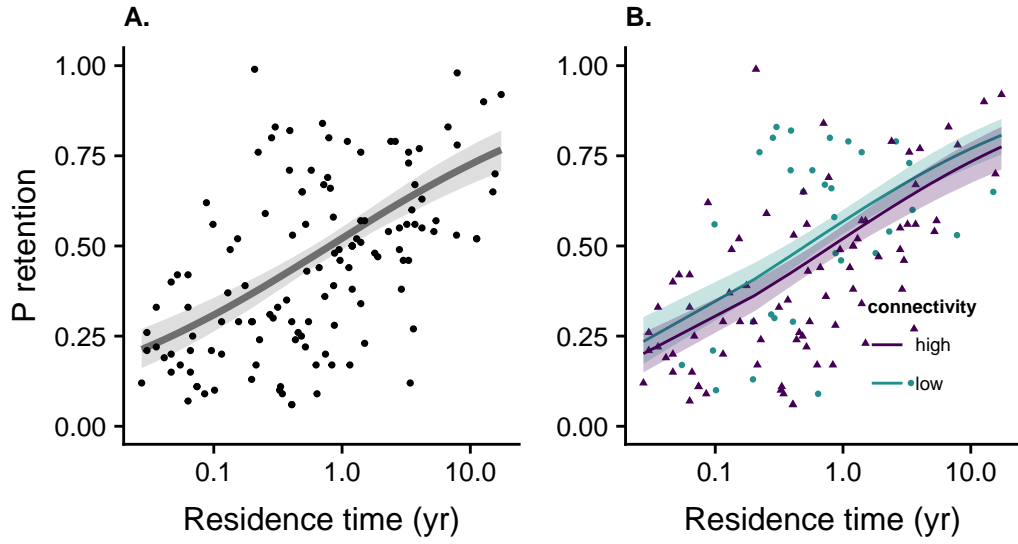 A.
B.
P retention
1.00
0.75
0.50
0.25
0.00
0.1
1.0
10.0
Residence time (yr)
1.00
0.75
0.50
0.25
0.00
connectivity
high
low
0.1
1.0
10.0
Residence time (yr)